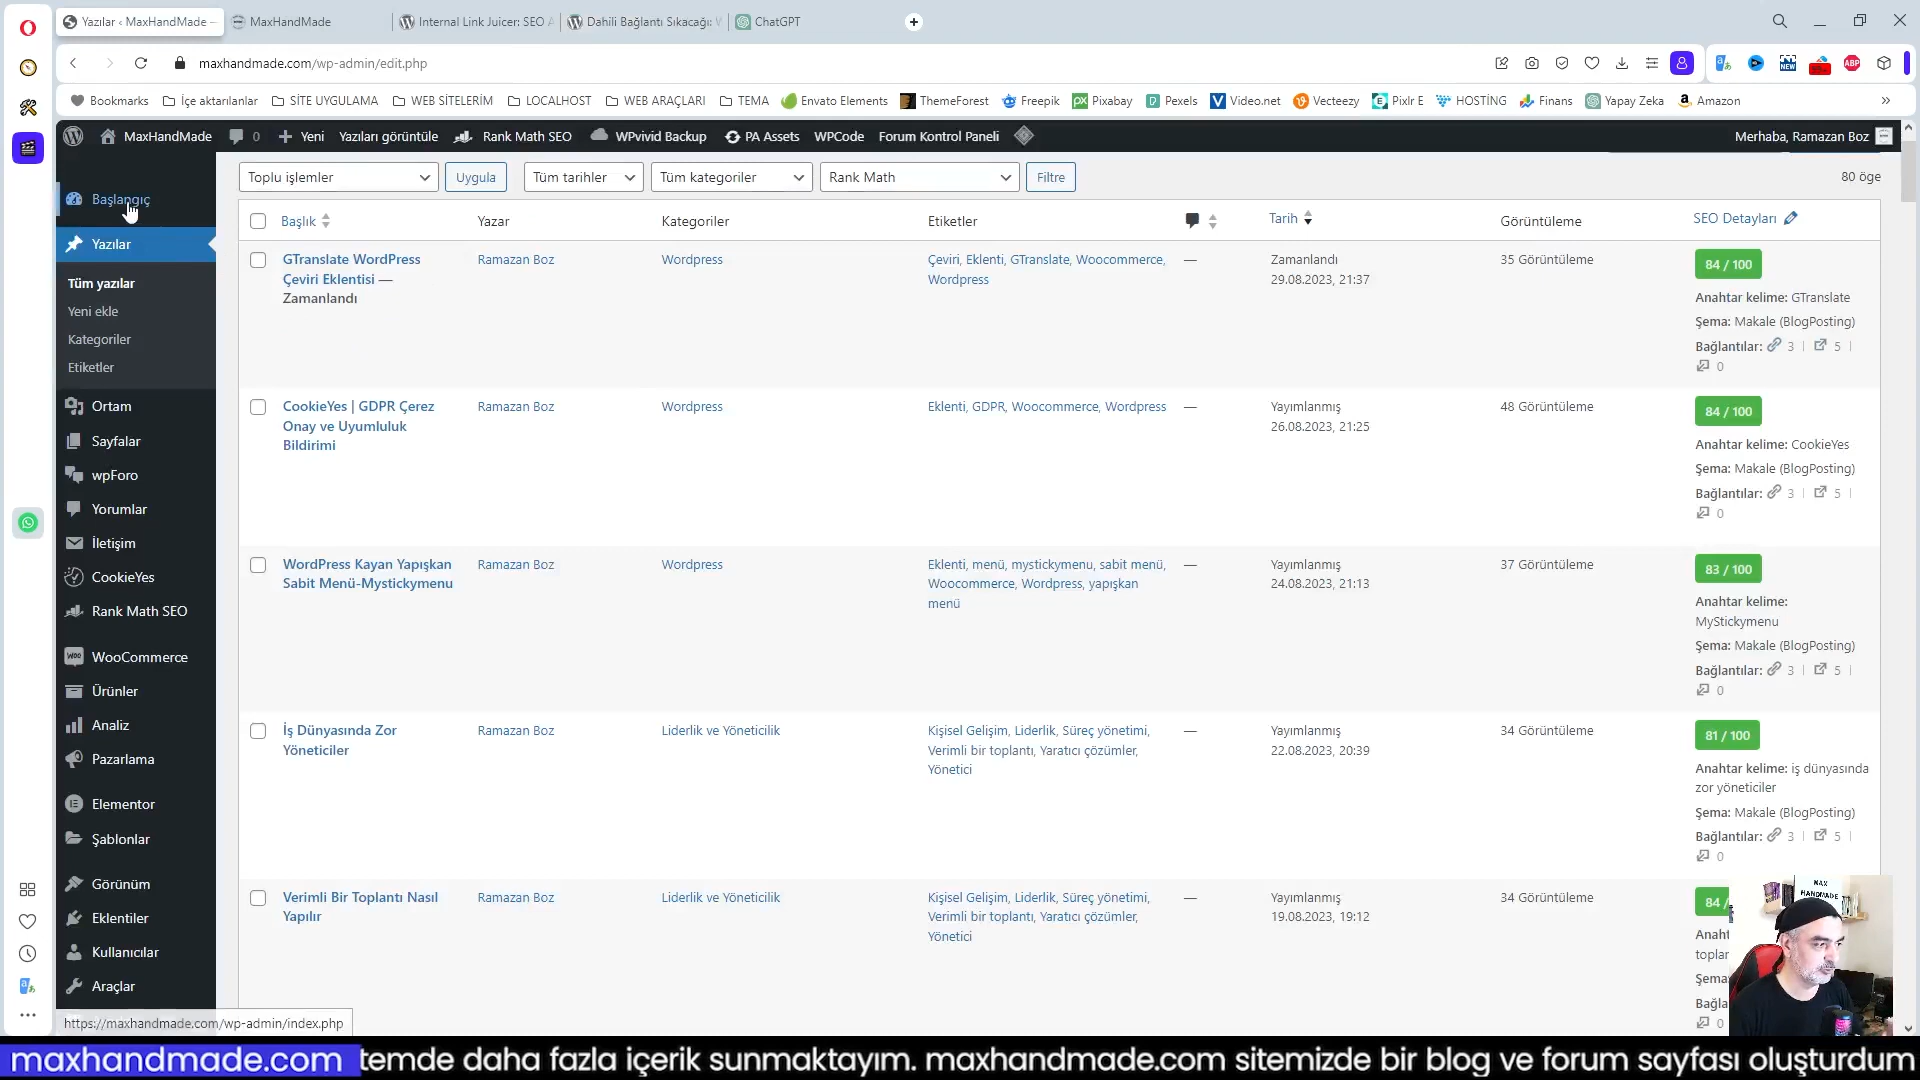 Yazılar ‹ MaxHandMade —
MaxHandMade
Internal Link Juicer: SEO A
Dahili Bağlantı Sıkacağı: W
ChatGPT
maxhandmade.com/wp-admin/edit.php
Bookmarks
İçe aktarılanlar
SİTE UYGULAMA
WEB SİTELERİM
LOCALHOST
WEB ARAÇLARI
TEMA
Envato Elements
ThemeForest
Freepik
Pixabay
Pexels
Video.net
Vecteezy
Pixlr E
HOSTİNG
Finans
Yapay Zeka
Amazon
MaxHandMade
0
Yeni
Yazıları görüntüle
Rank Math SEO
WPvivid Backup
PA Assets
WPCode
Forum Kontrol Paneli
Merhaba, Ramazan Boz
Başlangıç
Yazılar
Tüm yazılar
Yeni ekle
Kategoriler
Etiketler
Ortam
Sayfalar
wpForo
Yorumlar
İletişim
CookieYes
Rank Math SEO
WooCommerce
Ürünler
Analiz
Pazarlama
Elementor
Şablonlar
Görünüm
Eklentiler
Kullanıcılar
Araçlar
https://maxhandmade.com/wp-admin/index.php
Toplu işlemler
Uygula
Tüm tarihler
Tüm kategoriler
Rank Math
Filtre
80 öge
Başlık
Yazar
Kategoriler
Etiketler
Tarih
Görüntüleme
SEO Detayları
GTranslate WordPress
Çeviri Eklentisi —
Zamanlandı
Ramazan Boz
Wordpress
Çeviri, Eklenti, GTranslate, Woocommerce,
Wordpress
—
Zamanlandı
29.08.2023, 21:37
35 Görüntüleme
84 / 100
Anahtar kelime: GTranslate
Şema: Makale (BlogPosting)
Bağlantılar: 3 | 5 |
0
CookieYes | GDPR Çerez
Onay ve Uyumluluk
Bildirimi
Ramazan Boz
Wordpress
Eklenti, GDPR, Woocommerce, Wordpress
—
Yayımlanmış
26.08.2023, 21:25
48 Görüntüleme
84 / 100
Anahtar kelime: CookieYes
Şema: Makale (BlogPosting)
Bağlantılar: 3 | 5 |
0
WordPress Kayan Yapışkan
Sabit Menü-Mystickymenu
Ramazan Boz
Wordpress
Eklenti, menü, mystickymenu, sabit menü,
Woocommerce, Wordpress, yapışkan
menü
—
Yayımlanmış
24.08.2023, 21:13
37 Görüntüleme
83 / 100
Anahtar kelime:
MyStickymenu
Şema: Makale (BlogPosting)
Bağlantılar: 3 | 5 |
0
İş Dünyasında Zor
Yöneticiler
Ramazan Boz
Liderlik ve Yöneticilik
Kişisel Gelişim, Liderlik, Süreç yönetimi,
Verimli bir toplantı, Yaratıcı çözümler,
Yönetici
—
Yayımlanmış
22.08.2023, 20:39
34 Görüntüleme
81 / 100
Anahtar kelime: iş dünyasında
zor yöneticiler
Şema: Makale (BlogPosting)
Bağlantılar: 3 | 5 |
0
Verimli Bir Toplantı Nasıl
Yapılır
Ramazan Boz
Liderlik ve Yöneticilik
Kişisel Gelişim, Liderlik, Süreç yönetimi,
Verimli bir toplantı, Yaratıcı çözümler,
Yönetici
—
Yayımlanmış
19.08.2023, 19:12
34 Görüntüleme
84 /
Anaht
toplar
Şema
Bağla
0
MAX
HANDMADE
maxhandmade.com temde daha fazla içerik sunmaktayım. maxhandmade.com sitemizde bir blog ve forum sayfası oluşturdum